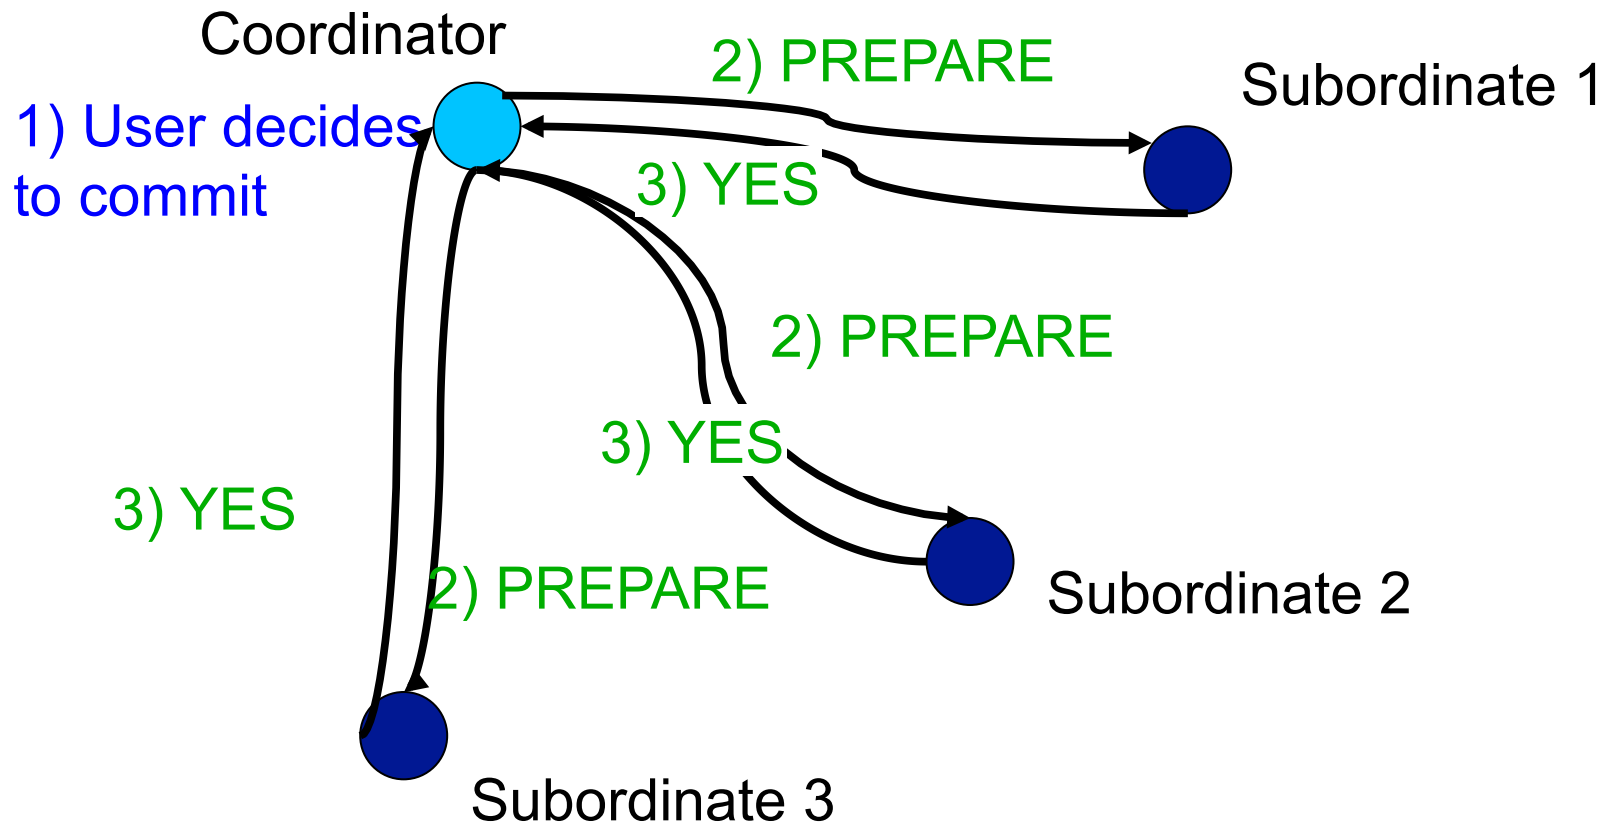 Coordinator
2) PREPARE
Subordinate 1
1) User decides
to commit
3) YES
2) PREPARE
3) YES
3) YES
2) PREPARE
Subordinate 2
Subordinate 3